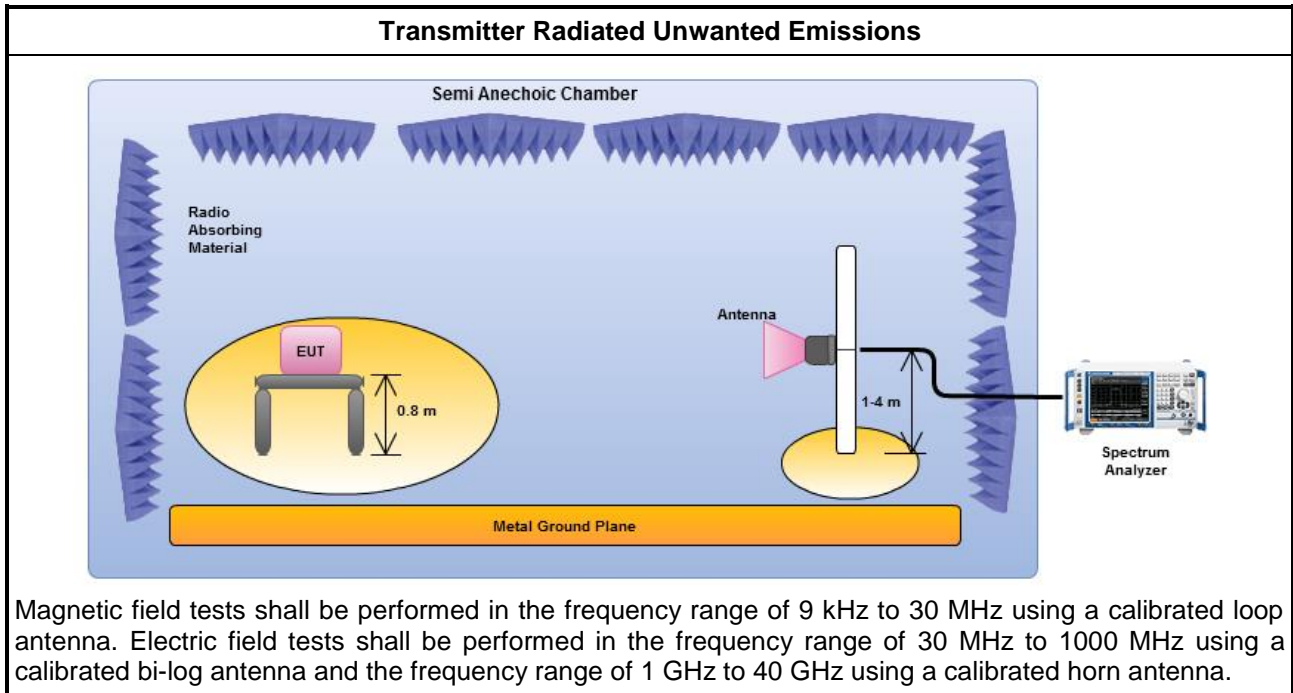 Transmitter Radiated Unwanted Emissions
Semi Anechoic Chamber
Radio
Absorbing
Material
Antenna
EUT
0.8 m
1-4 m
Spectrum
Analyzer
Metal Ground Plane
Magnetic field tests shall be performed in the frequency range of 9 kHz to 30 MHz using a calibrated loop
antenna. Electric field tests shall be performed in the frequency range of 30 MHz to 1000 MHz using a
calibrated bi-log antenna and the frequency range of 1 GHz to 40 GHz using a calibrated horn antenna.